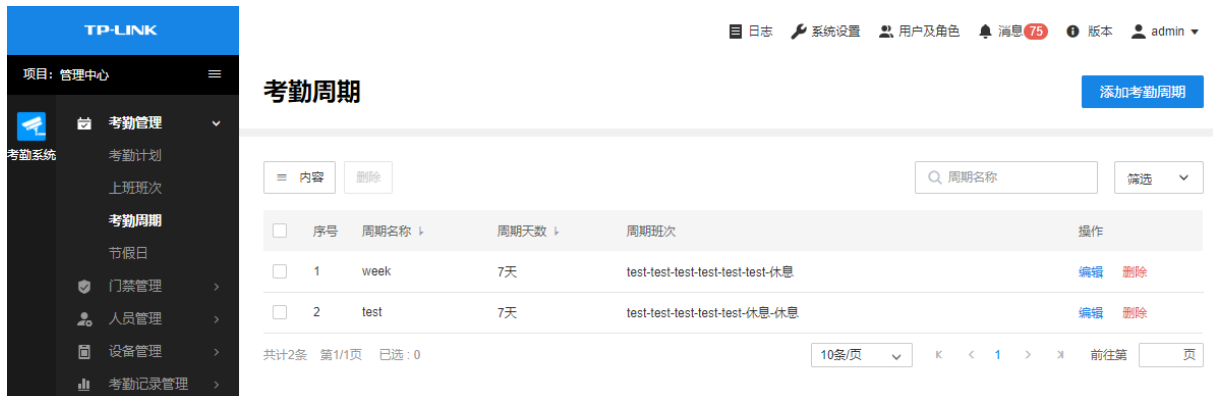 TP-LINK
日志 系统设置 用户及角色 消息 75 版本 admin
项目：管理中心
考勤周期 添加考勤周期
考勤系统
考勤管理
考勤计划
上班班次
考勤周期
节假日
门禁管理
人员管理
设备管理
考勤记录管理
内容 删除 周期名称 筛选
序号 周期名称 周期天数 周期班次 操作
1 week 7天 test-test-test-test-test-test-休息 编辑 删除
2 test 7天 test-test-test-test-test-休息-休息 编辑 删除
共计2条 第1/1页 已选 : 0 10条/页 1 前往第 页